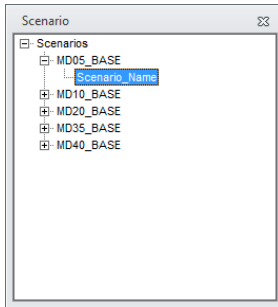 Scenario
Scenarios
MD05_BASE
Scenario_Name
MD10_BASE
MD20_BASE
MD35_BASE
MD40_BASE